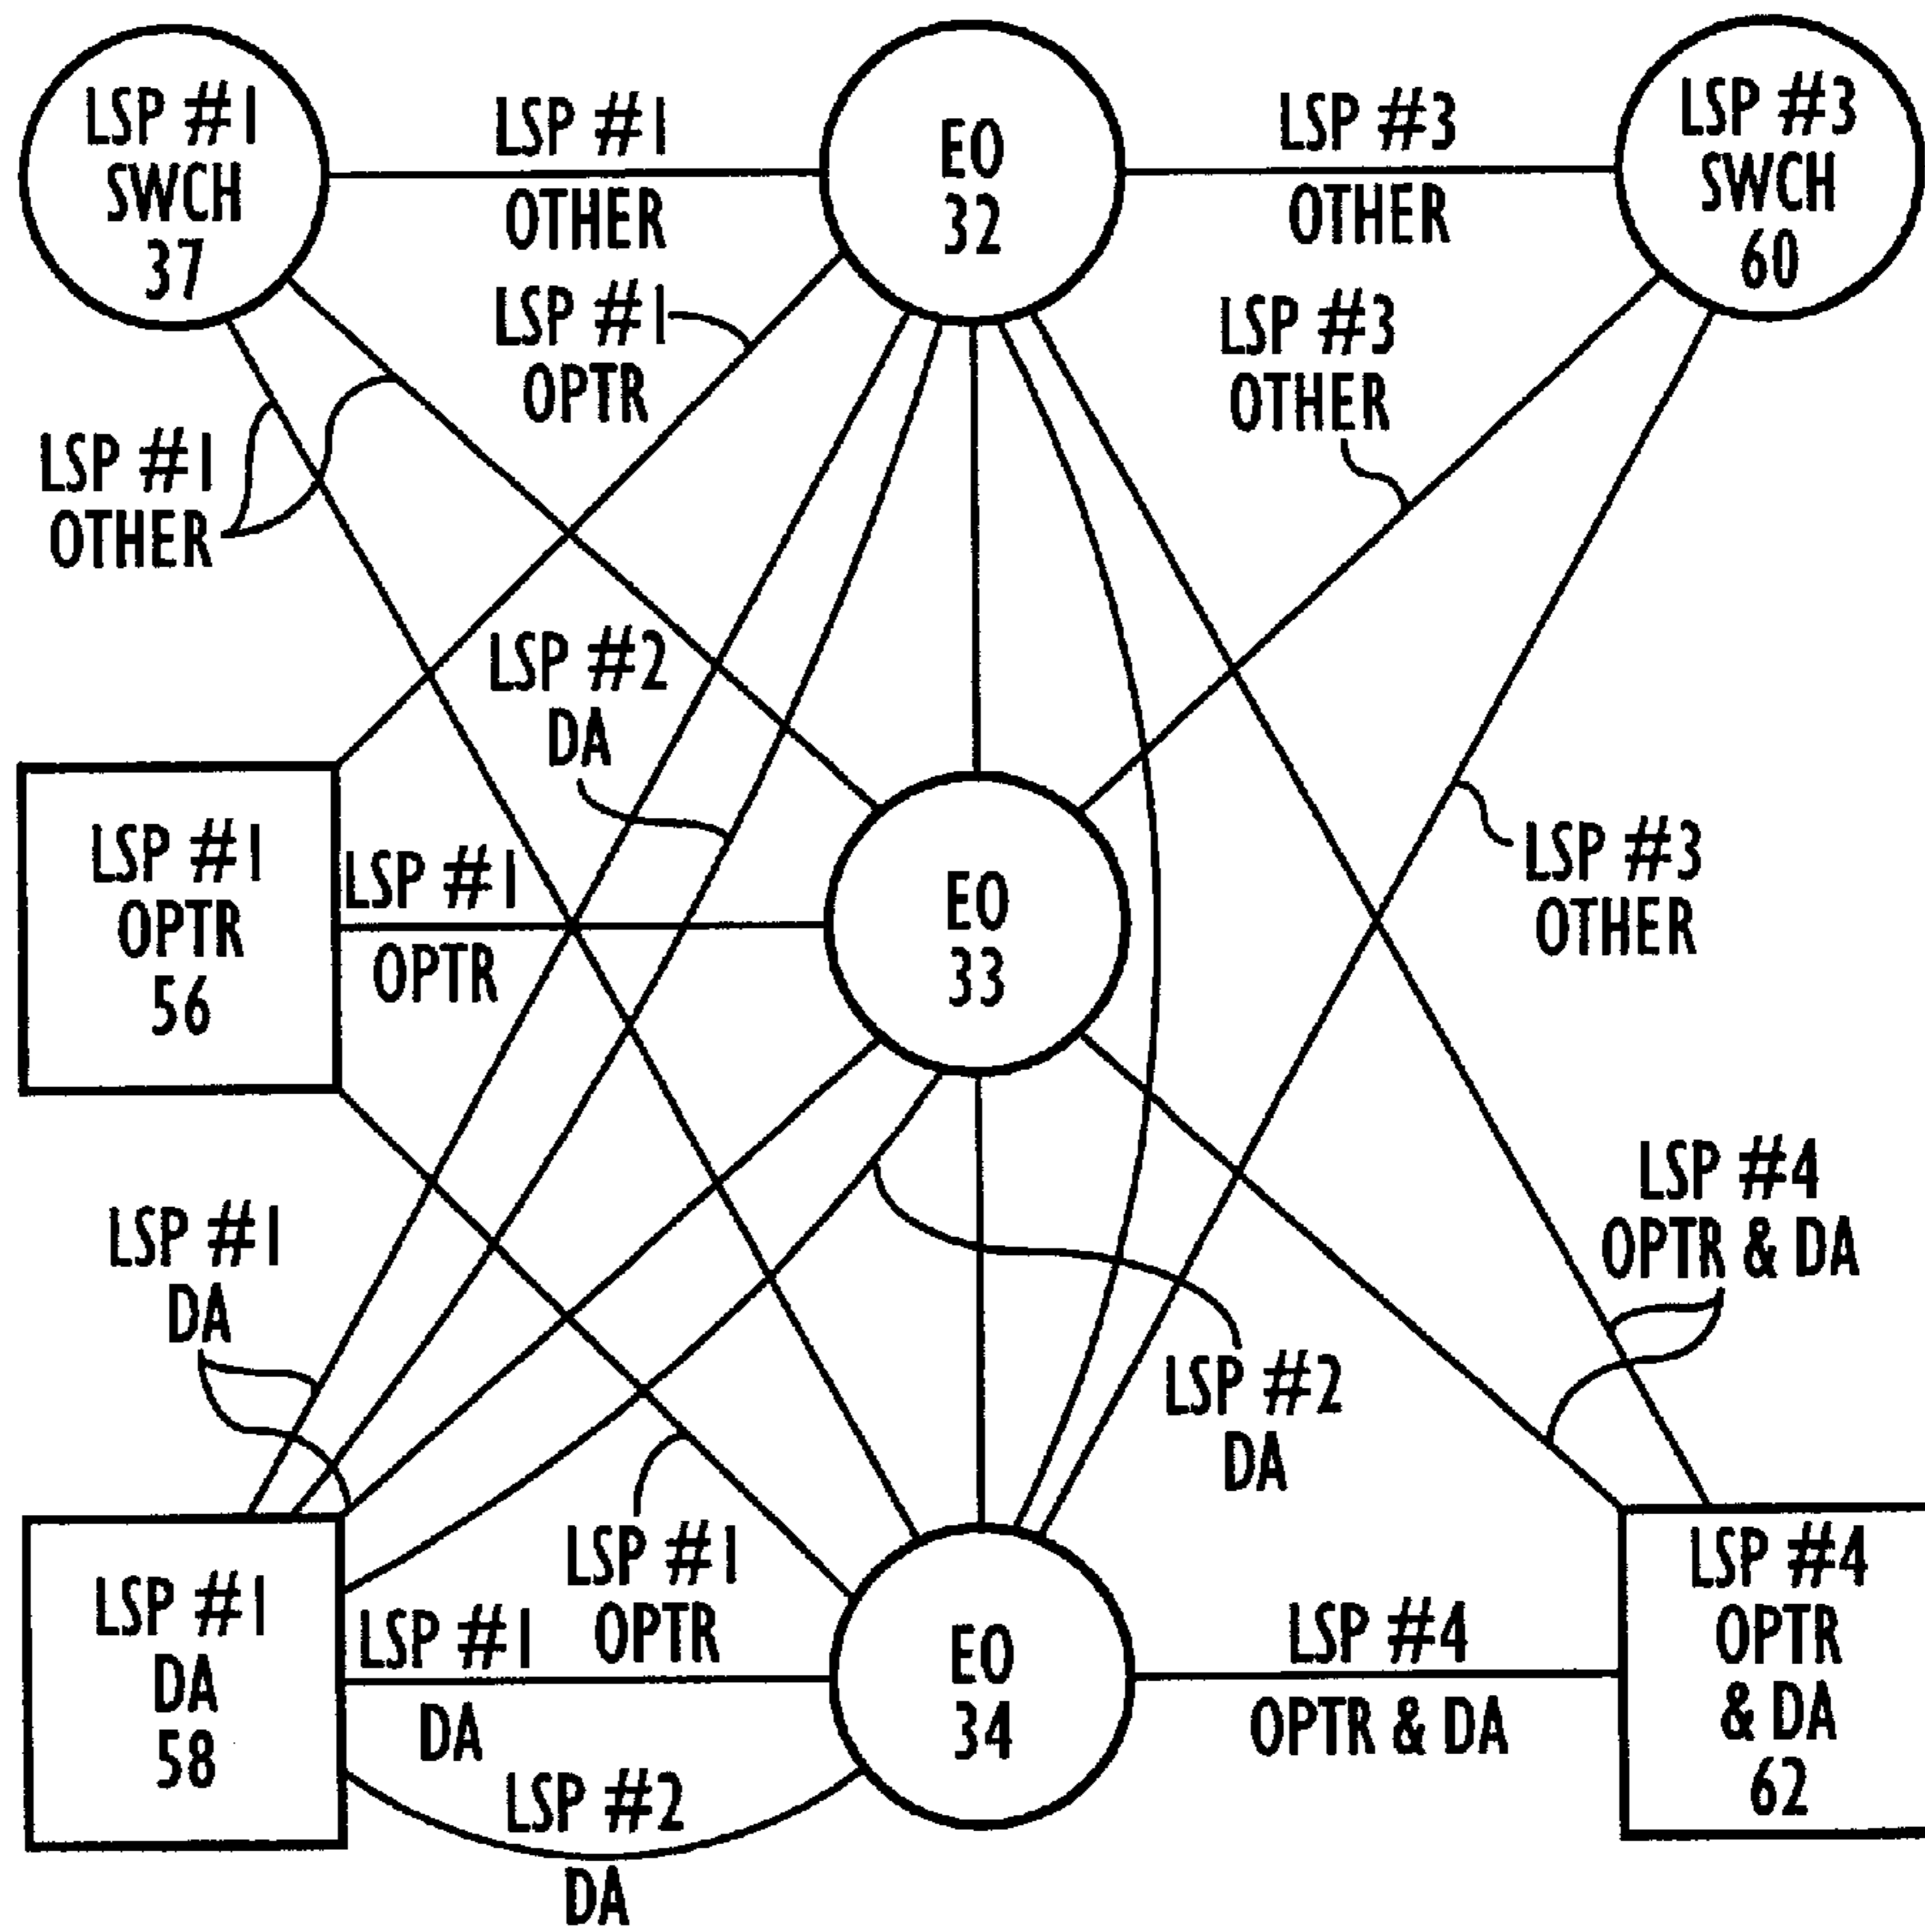 LSP #1
SWCH
37
LSP #1
OTHER
EO
32
LSP #3
OTHER
LSP #3
SWCH
60
LSP #1
OPTR
LSP #3
OTHER
LSP #1
OTHER
LSP #2
DA
LSP #1
OPTR
56
LSP #1
OPTR
EO
33
LSP #3
OTHER
LSP #1
DA
LSP #4
OPTR & DA
LSP #2
DA
LSP #1
DA
58
LSP #1
DA
LSP #1
OPTR
EO
34
LSP #4
OPTR & DA
LSP #4
OPTR
& DA
62
LSP #2
DA